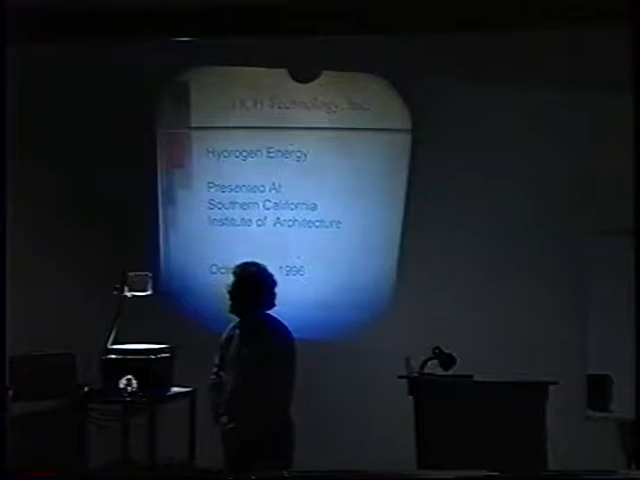 Technology, Inc.
Hydrogen Energy
Presented At
Southern California
Institute of Architecture
1996